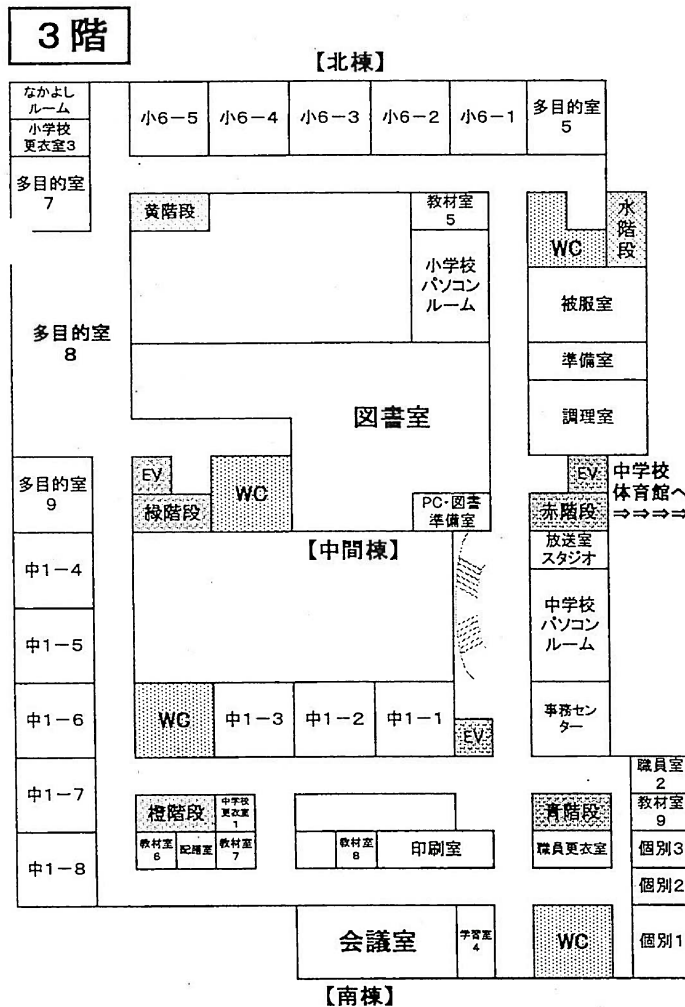 3階
【北棟】
なかよし
ルーム
小学校
更衣室3
多目的室
7
小6-5
小6-4
小6-3
小6-2
小6-1
多目的室
5
黄階段
教材室
5
小学校
パソコン
ルーム
WC
水
階
段
被服室
準備室
調理室
多目的室
8
図書室
EV
WC
緑階段
PC・図書
準備室
EV
中学校
体育館へ
⇒⇒⇒⇒
赤階段
多目的室
9
【中間棟】
放送室
スタジオ
中1-4
中学校
パソコン
ルーム
中1-5
中1-6
WC
中1-3
中1-2
中1-1
EV
事務セン
ター
中1-7
橙階段
中学校
更衣室
1
青階段
職員室
2
教材室
9
中1-8
教材室
6
配膳室
教材室
7
教材室
8
印刷室
職員更衣室
個別3
個別2
会議室
学習室
4
WC
個別1
【南棟】